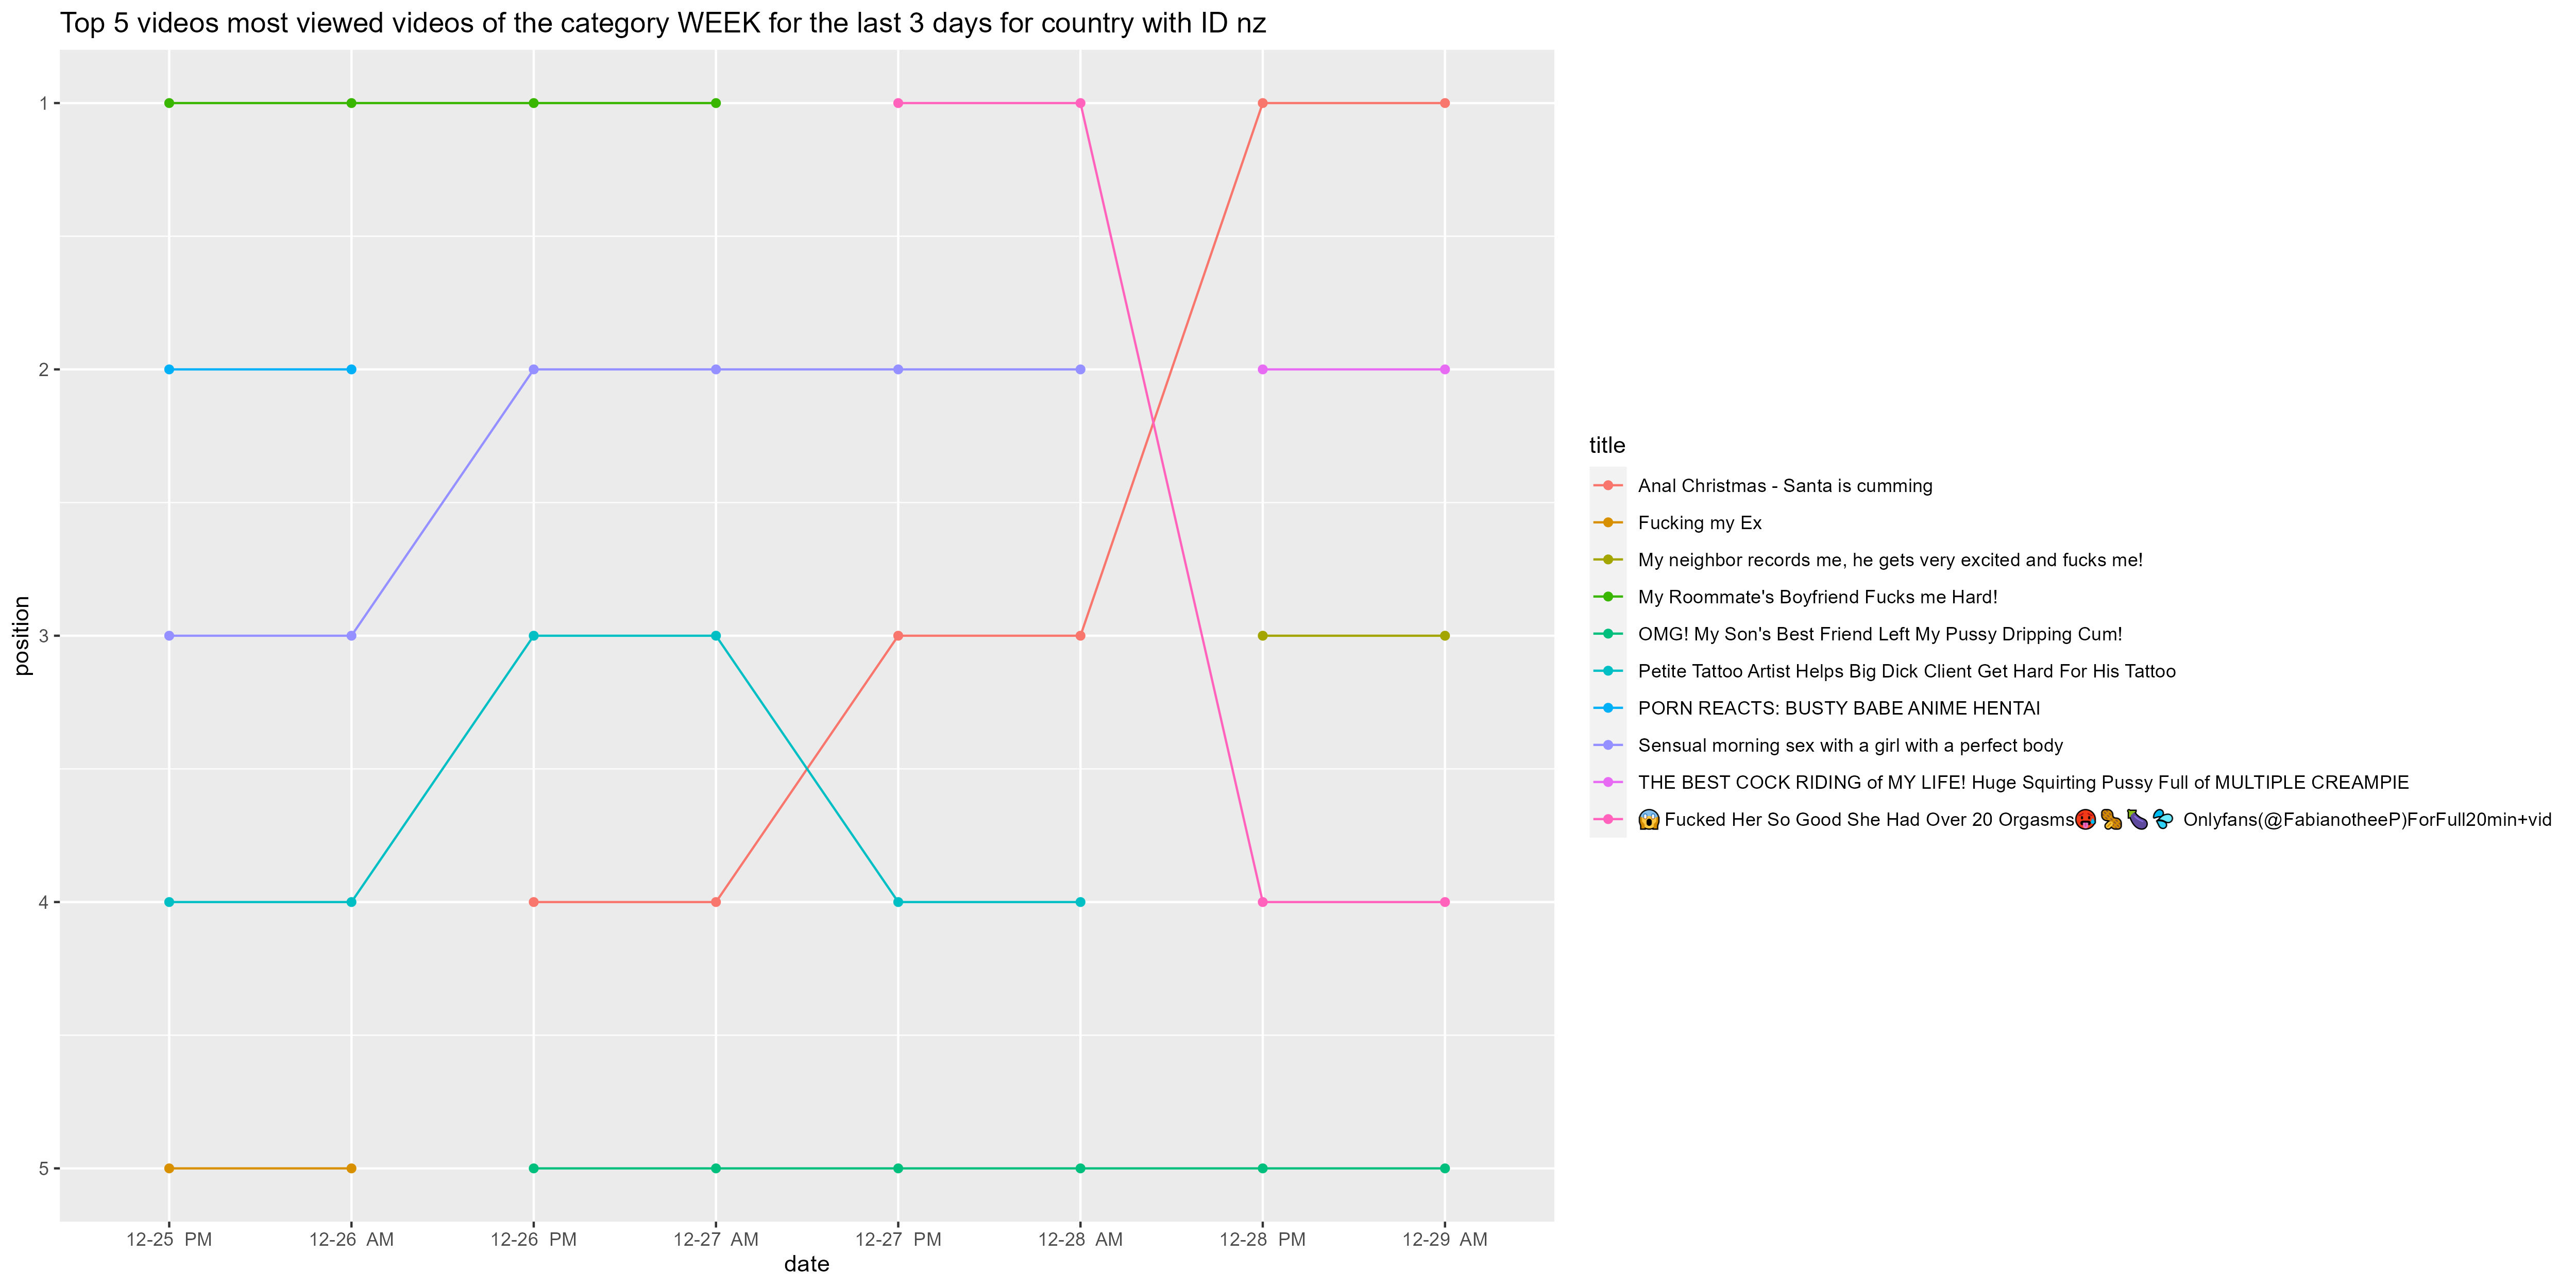 Top 5 videos most viewed videos of the category WEEK for the last 3 days for country with ID nz
1
2
3
4
5
position
12-25 PM
12-26 AM
12-26 PM
12-27 AM
12-27 PM
12-28 AM
12-28 PM
12-29 AM
date
title
Anal Christmas - Santa is cumming
Fucking my Ex
My neighbor records me, he gets very excited and fucks me!
My Roommate's Boyfriend Fucks me Hard!
OMG! My Son's Best Friend Left My Pussy Dripping Cum!
Petite Tattoo Artist Helps Big Dick Client Get Hard For His Tattoo
PORN REACTS: BUSTY BABE ANIME HENTAI
Sensual morning sex with a girl with a perfect body
THE BEST COCK RIDING of MY LIFE! Huge Squirting Pussy Full of MULTIPLE CREAMPIE
😱 Fucked Her So Good She Had Over 20 Orgasms🥵 🥜 🍆 💦 Onlyfans(@FabianotheeP)ForFull20min+vid